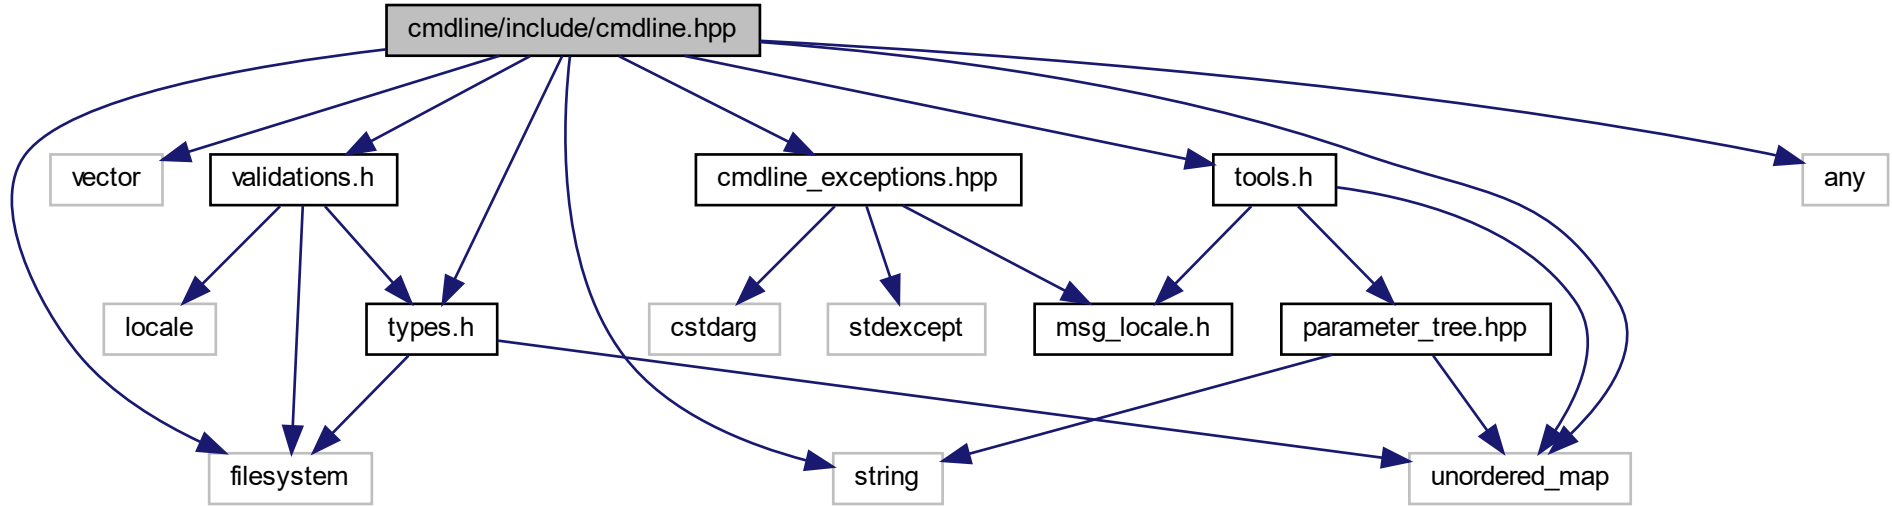 cmdline/include/cmdline.hpp
vector
validations.h
cmdline_exceptions.hpp
tools.h
any
locale
types.h
cstdarg
stdexcept
msg_locale.h
parameter_tree.hpp
filesystem
string
unordered_map